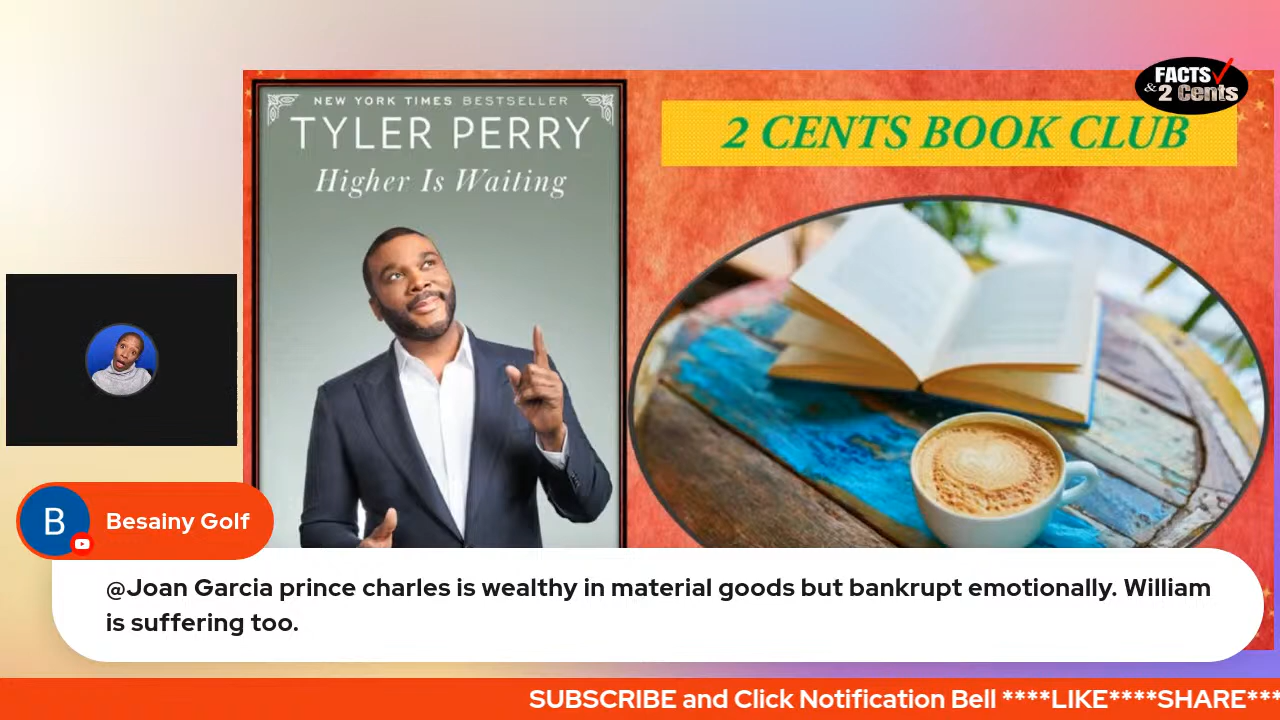 FACTS
& 2 Cents
NEW YORK TIMES BESTSELLER
TYLER PERRY
Higher Is Waiting
2 CENTS BOOK CLUB
B
Besainy Golf
@Joan Garcia prince charles is wealthy in material goods but bankrupt emotionally. William
is suffering too.
SUBSCRIBE and Click Notification Bell ****LIKE****SHARE***